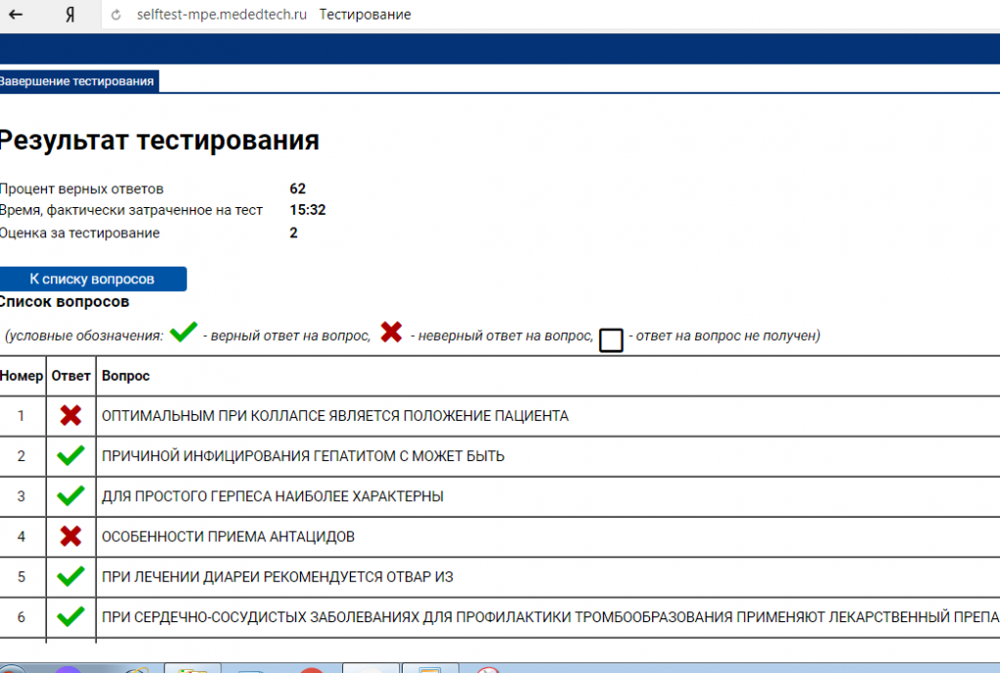 Я selftest-mpe.mededtech.ru Тестирование
Завершение тестирования
Результат тестирования
Процент верных ответов 62
Время, фактически затраченное на тест 15:32
Оценка за тестирование 2
К списку вопросов
Список вопросов
(условные обозначения: - верный ответ на вопрос, - неверный ответ на вопрос, - ответ на вопрос не получен)
Номер Ответ Вопрос
1 ОПТИМАЛЬНЫМ ПРИ КОЛЛАПСЕ ЯВЛЯЕТСЯ ПОЛОЖЕНИЕ ПАЦИЕНТА
2 ПРИЧИНОЙ ИНФИЦИРОВАНИЯ ГЕПАТИТОМ С МОЖЕТ БЫТЬ
3 ДЛЯ ПРОСТОГО ГЕРПЕСА НАИБОЛЕЕ ХАРАКТЕРНЫ
4 ОСОБЕННОСТИ ПРИЕМА АНТАЦИДОВ
5 ПРИ ЛЕЧЕНИИ ДИАРЕИ РЕКОМЕНДУЕТСЯ ОТВАР ИЗ
6 ПРИ СЕРДЕЧНО-СОСУДИСТЫХ ЗАБОЛЕВАНИЯХ ДЛЯ ПРОФИЛАКТИКИ ТРОМБООБРАЗОВАНИЯ ПРИМЕНЯЮТ ЛЕКАРСТВЕННЫЙ ПРЕПА